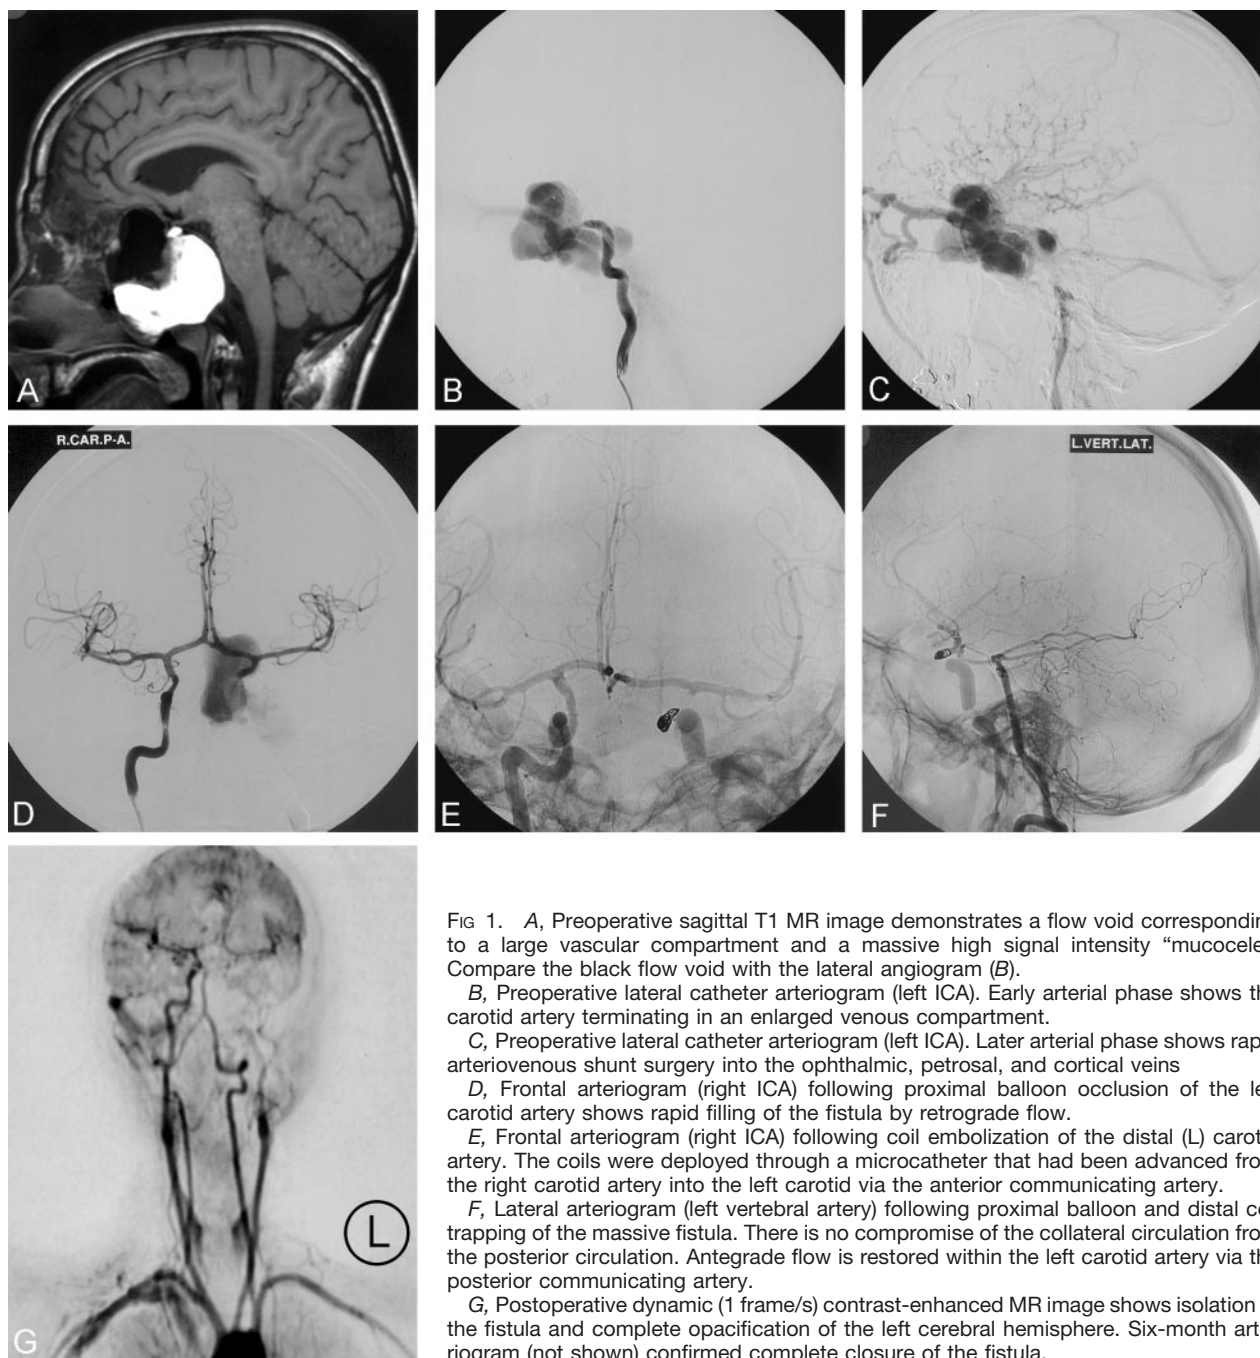 A
B
C
R.CAR.P-A.
D
E
L.VERT.LAT.
F
L
G
FIG 1. A, Preoperative sagittal T1 MR image demonstrates a flow void
to a large vascular compartment and a massive high signal intensity “mucocele
Compare the black flow void with the lateral angiogram (B).
B, Preoperative lateral catheter arteriogram (left ICA). Early arterial phase shows
carotid artery terminating in an enlarged venous compartment.
C, Preoperative lateral catheter arteriogram (left ICA). Later arterial phase shows
arteriovenous shunt surgery into the ophthalmic, petrosal, and cortical veins
D, Frontal arteriogram (right ICA) following proximal balloon occlusion of the
carotid artery shows rapid filling of the fistula by retrograde flow.
E, Frontal arteriogram (right ICA) following coil embolization of the distal (L)
artery. The coils were deployed through a microcatheter that had been advanced
the right carotid artery into the left carotid via the anterior communicating artery.
F, Lateral arteriogram (left vertebral artery) following proximal balloon and distal
trapping of the massive fistula. There is no compromise of the collateral circulation
the posterior circulation. Antegrade flow is restored within the left carotid artery via
posterior communicating artery.
G, Postoperative dynamic (1 frame/s) contrast-enhanced MR image shows isolation
the fistula and complete opacification of the left cerebral hemisphere. Six-month
riogram (not shown) confirmed complete closure of the fistula.